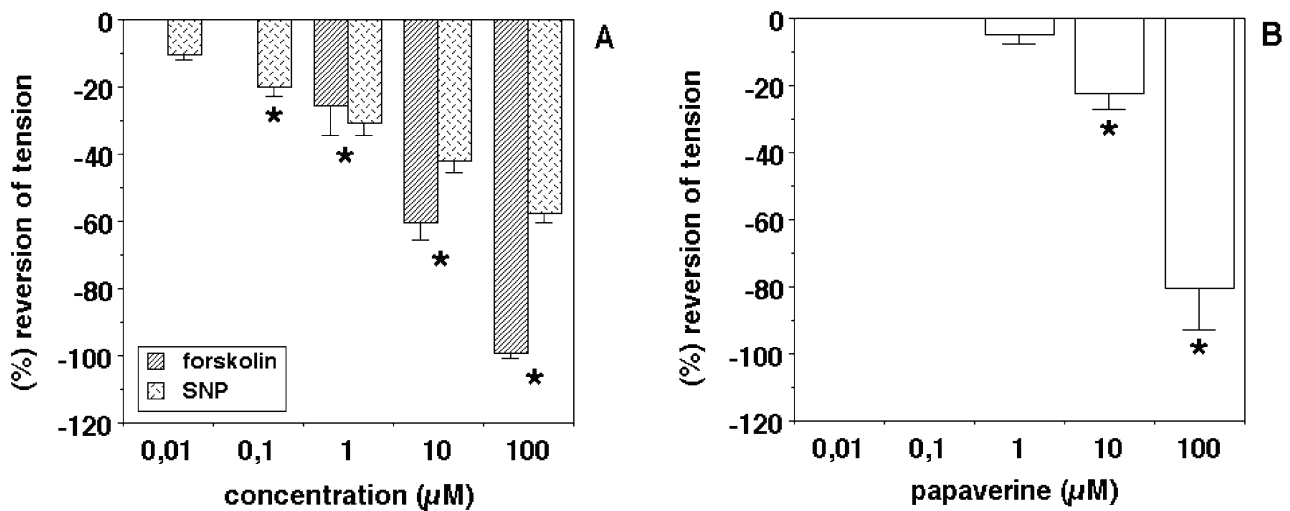 A
(%) reversion of tension
0
-20
-40
-60
-80
-100
-120
*
*
*
*
forskolin
SNP
0,01 0,1 1 10 100
concentration (µM)
B
(%) reversion of tension
0
-20
-40
-60
-80
-100
-120
*
*
0,01 0,1 1 10 100
papaverine (µM)